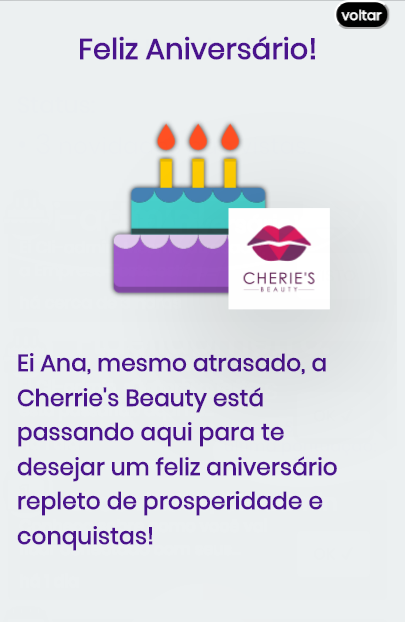 voltar
Feliz Aniversário!
CHERIE'S
BEAUTY
Ei Ana, mesmo atrasado, a
Cherrie's Beauty está
passando aqui para te
desejar um feliz aniversário
repleto de prosperidade e
conquistas!